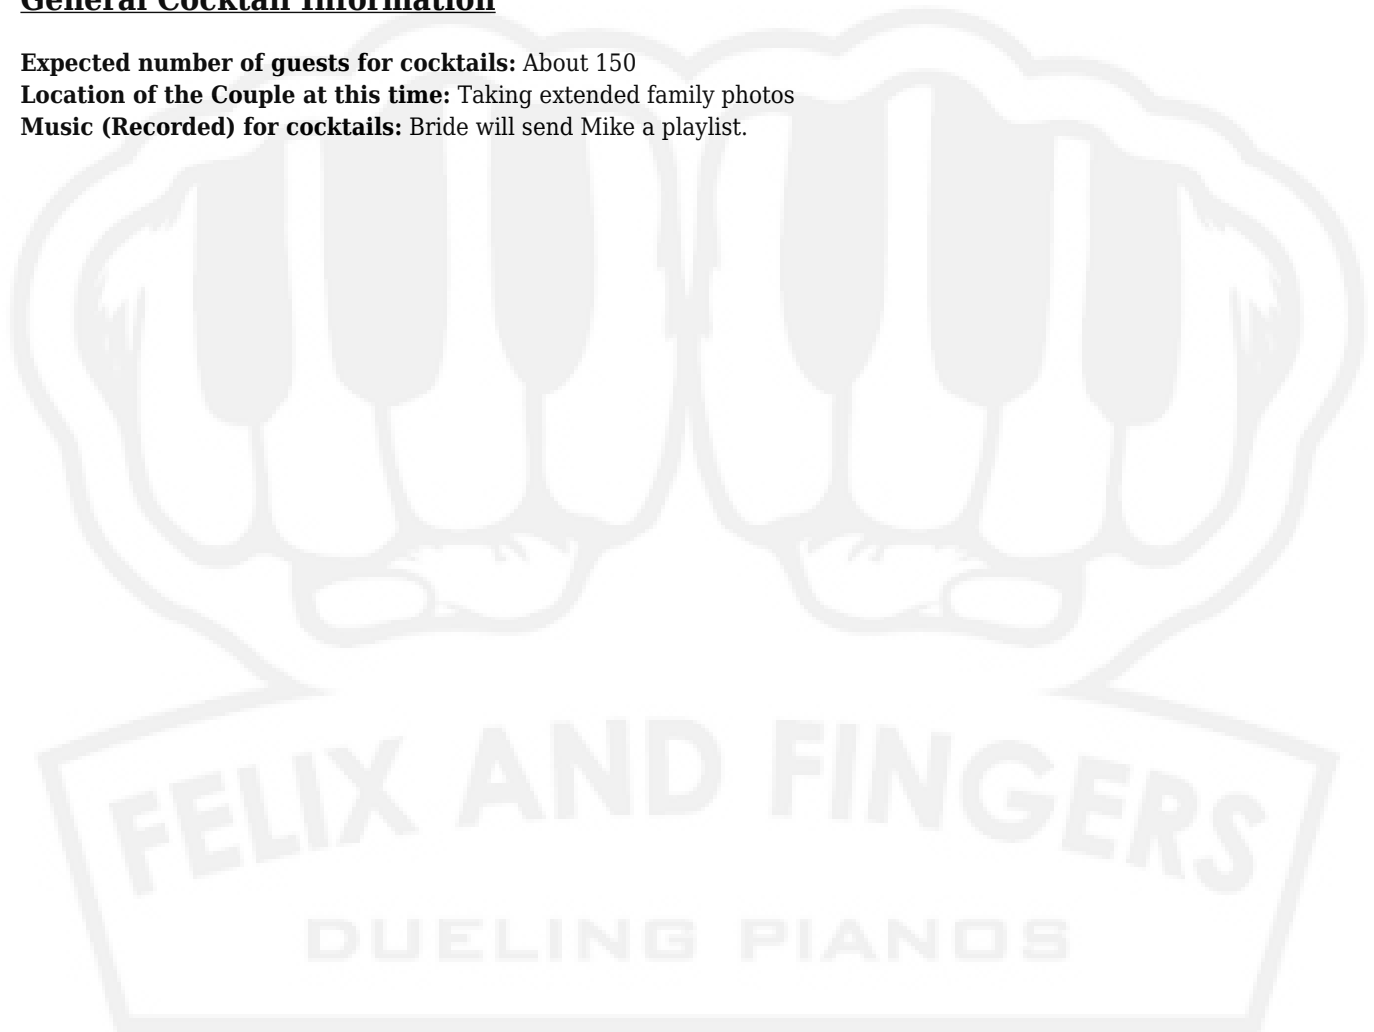 General Cocktail Information
Expected number of guests for cocktails: About 150
Location of the Couple at this time: Taking extended family photos
Music (Recorded) for cocktails: Bride will send Mike a playlist.
FELIX AND FINGERS
DUELING PIANOS